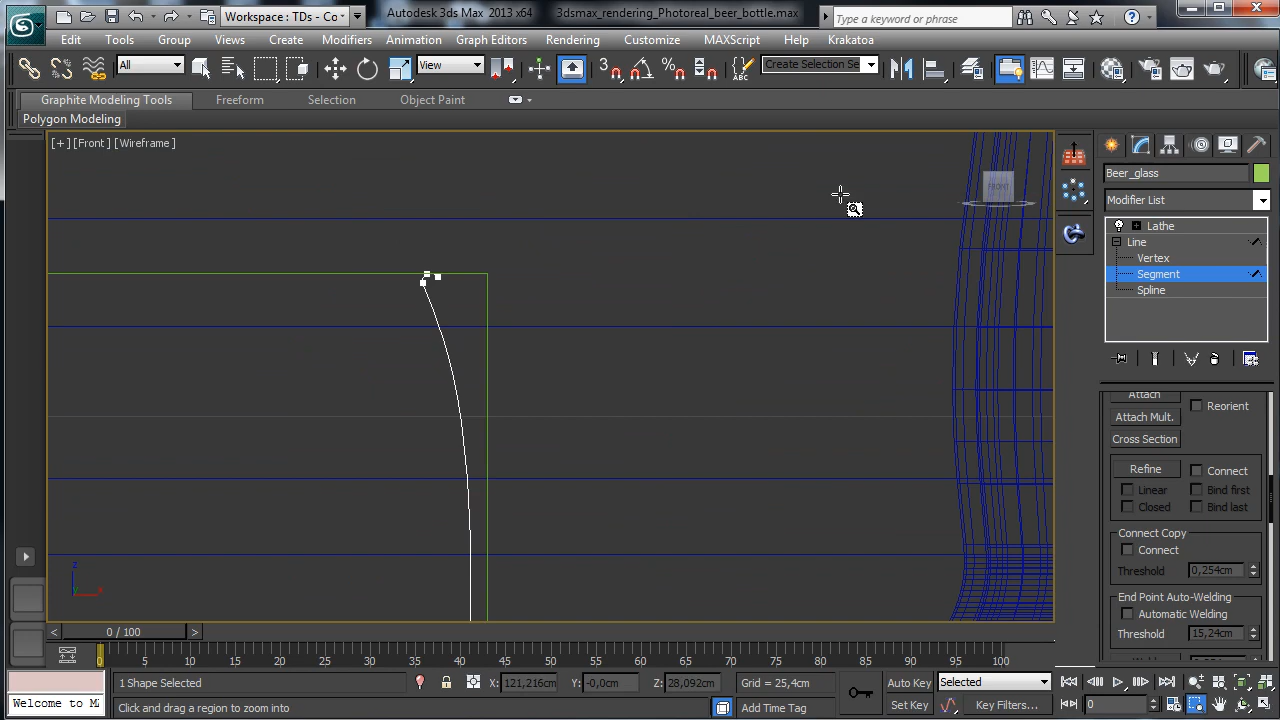 Workspace : TDs - Co
Autodesk 3ds Max 2013 x64
3dsmax_rendering_Photoreal_beer_bottle.max
Type a keyword or phrase
Edit Tools Group Views Create Modifiers Animation Graph Editors Rendering Customize MAXScript Help Krakatoa
All
View
3
ABC
Create Selection Se
Graphite Modeling Tools Freeform Selection Object Paint
Polygon Modeling
[+][Front][Wireframe]
FRONT
Beer_glass
Modifier List
Lathe
Line
Vertex
Segment
Spline
Attach
Reorient
Attach Mult.
Cross Section
Refine
Connect
Linear
Bind first
Closed
Bind last
Connect Copy
Connect
Threshold 0,254cm
End Point Auto-Welding
Automatic Welding
Threshold 15,24cm
z
x
0 / 100
0 5 10 15 20 25 30 35 40 45 50 55 60 65 70 75 80 85 90 95 100
1 Shape Selected
X: 121,216cm Y: -0,0cm Z: 28,092cm
Grid = 25,4cm
Auto Key
Selected
Welcome to MA
Click and drag a region to zoom into
Add Time Tag
Set Key
Key Filters...
0